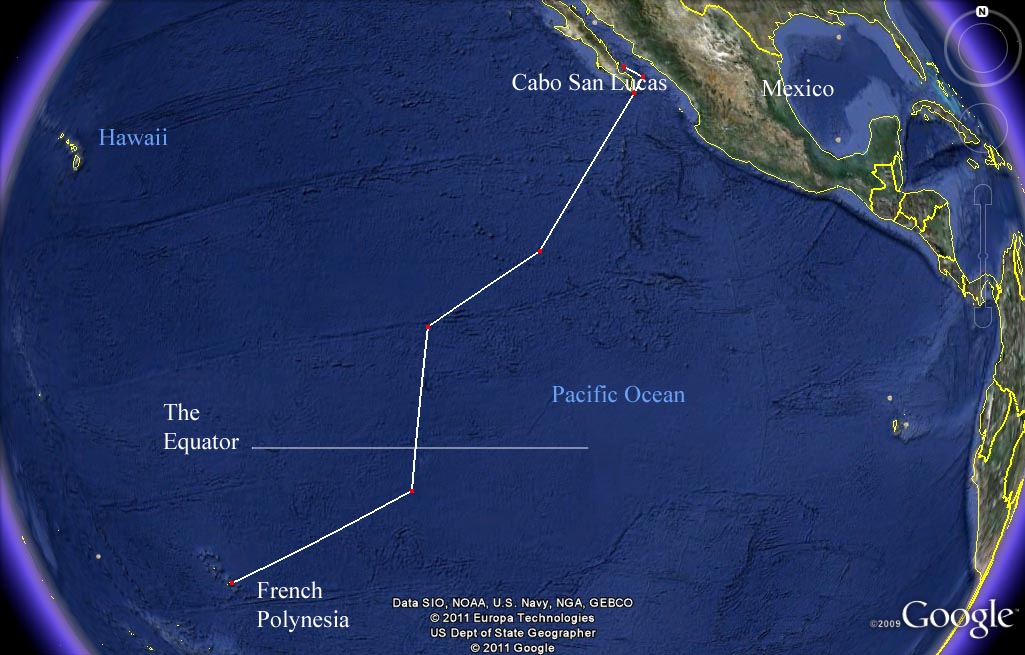 N
Cabo San Lucas
Mexico
Hawaii
Pacific Ocean
The
Equator
French
Polynesia
Data SIO, NOAA, U.S. Navy, NGA, GEBCO
© 2011 Europa Technologies
US Dept of State Geographer
© 2011 Google
©2009 Google™